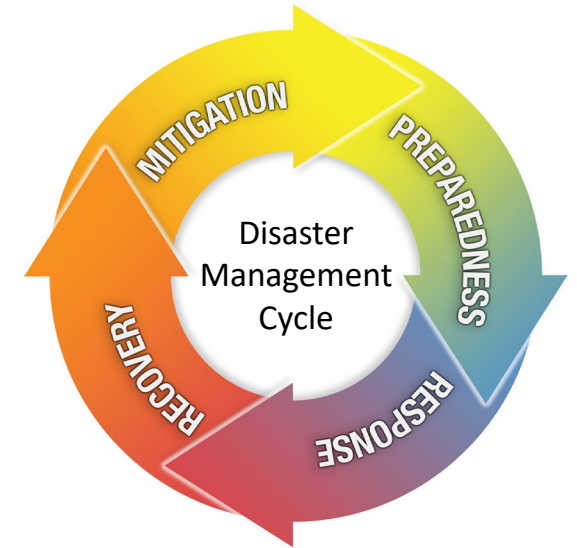 MITIGATION
PREPAREDNESS
Disaster
Management
Cycle
RECOVERY
RESPONSE